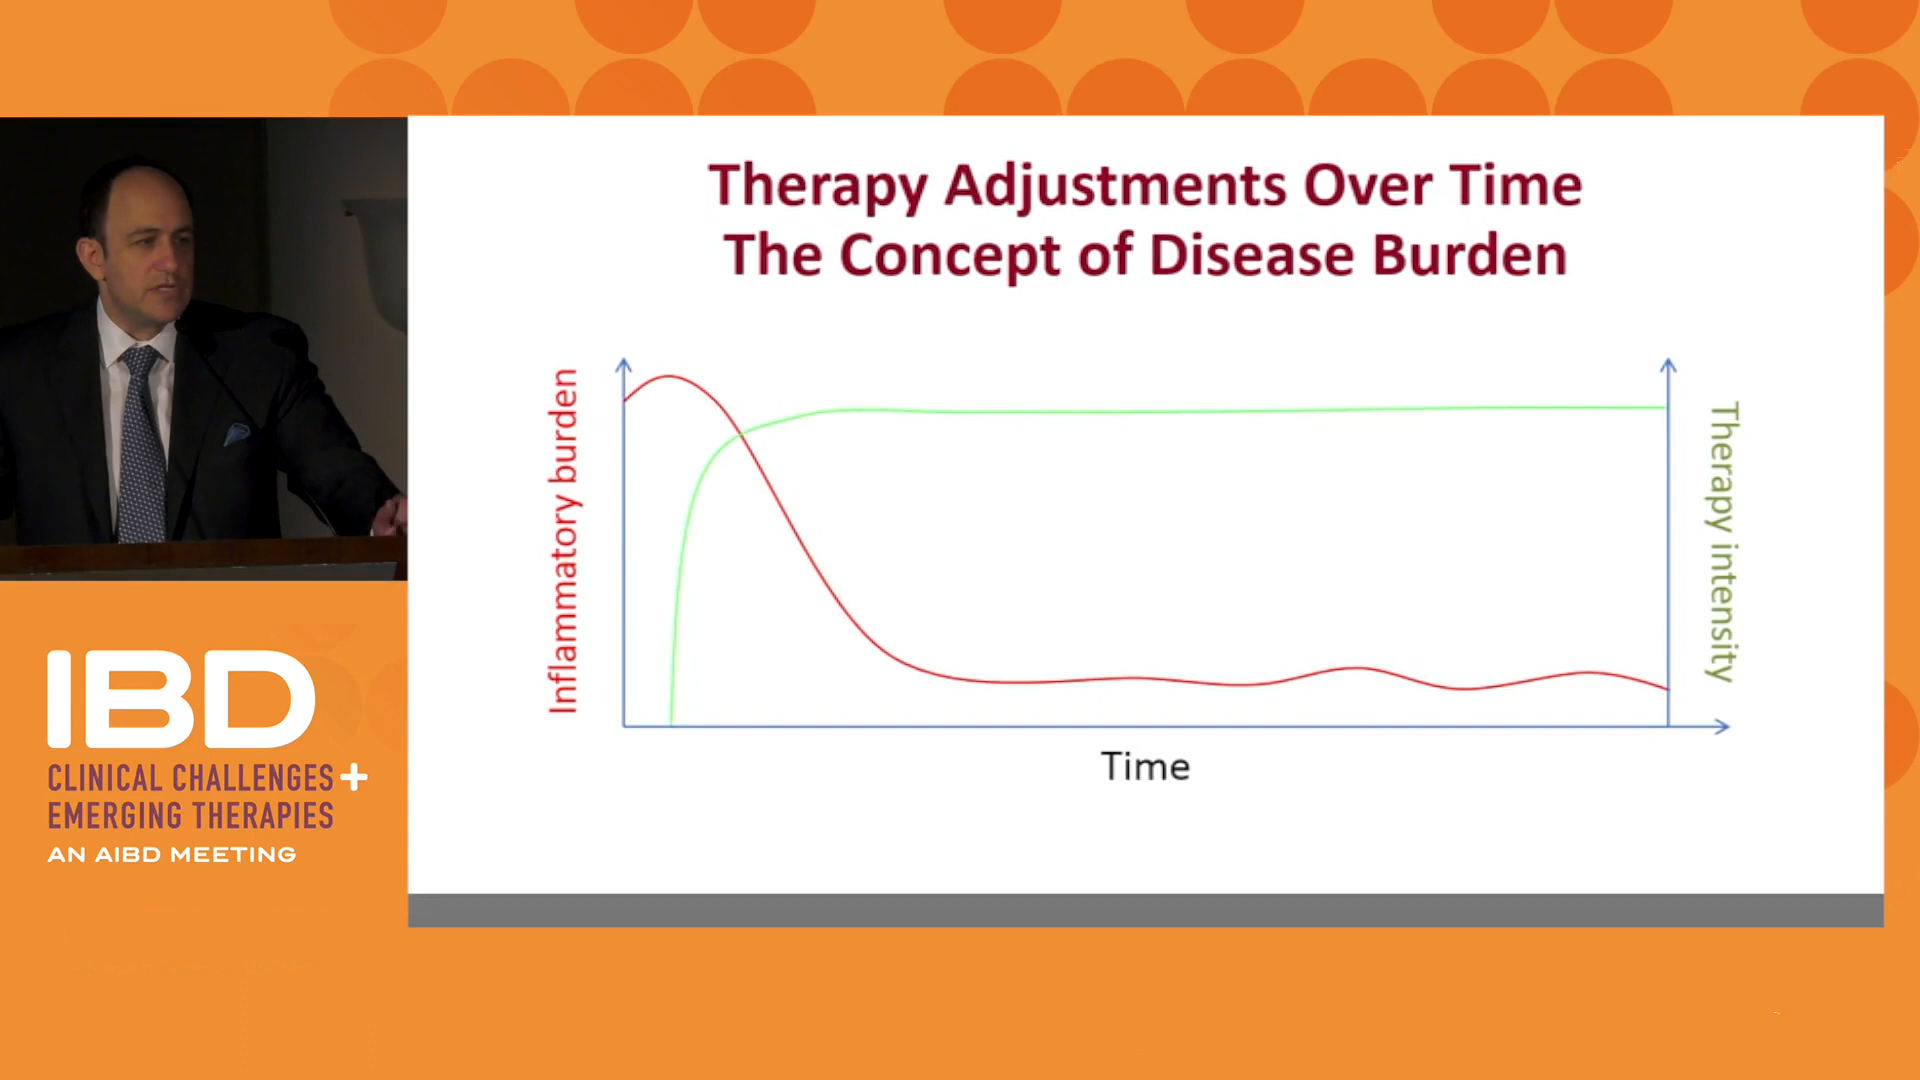 Therapy Adjustments Over Time
The Concept of Disease Burden
Inflammatory burden
Therapy intensity
Time
IBD
CLINICAL CHALLENGES +
EMERGING THERAPIES
AN AIBD MEETING